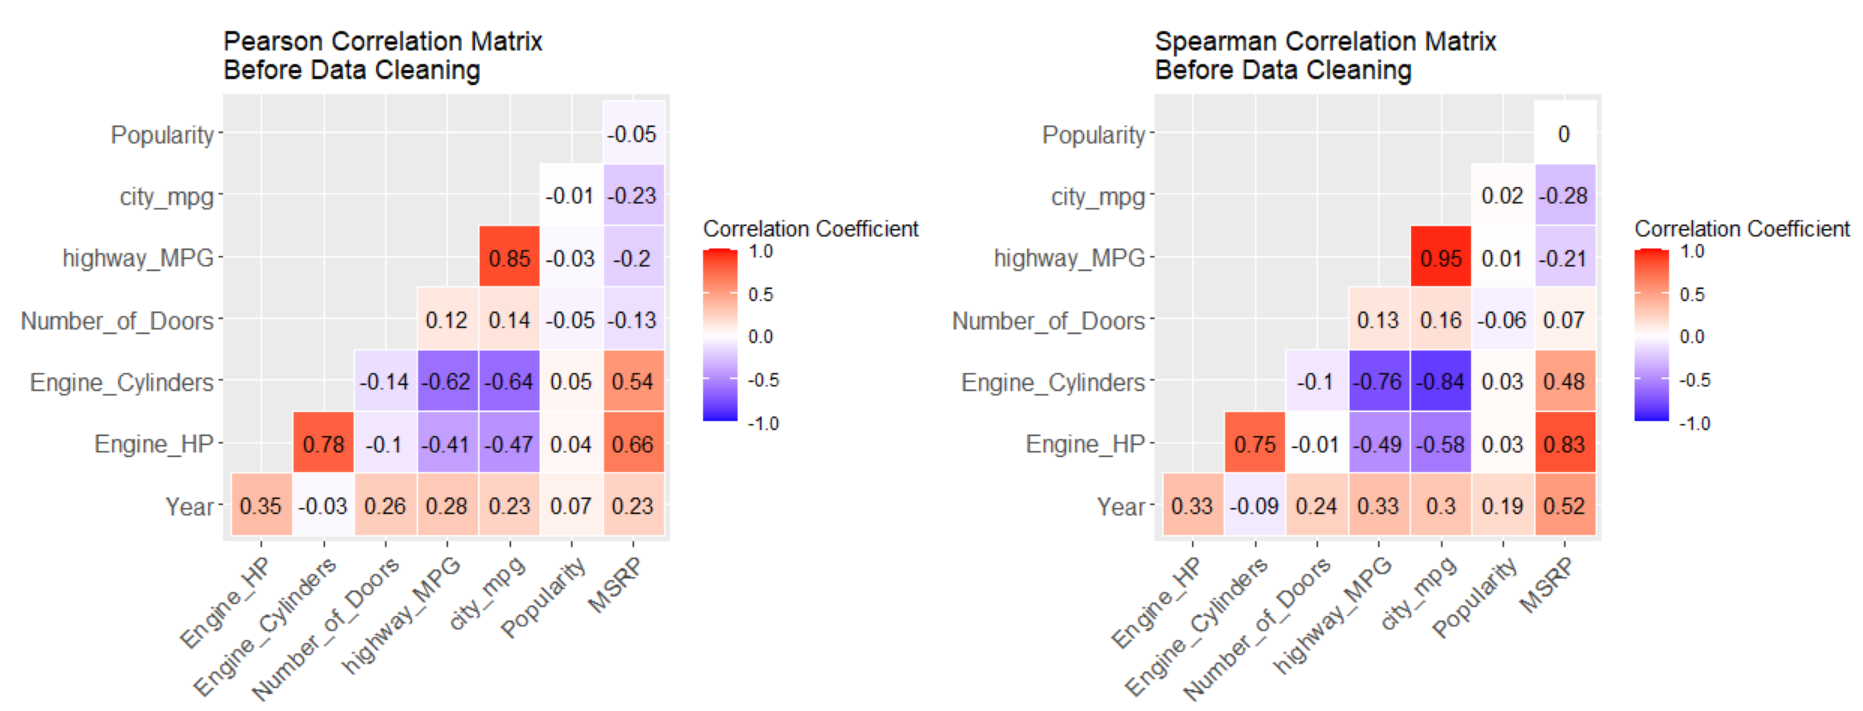 Pearson Correlation Matrix
Before Data Cleaning
Popularity -0.05
city_mpg -0.01 -0.23
highway_MPG 0.85 -0.03 -0.2
Number_of_Doors 0.12 0.14 -0.05 -0.13
Engine_Cylinders -0.14 -0.62 -0.64 0.05 0.54
Engine_HP 0.78 -0.1 -0.41 -0.47 0.04 0.66
Year 0.35 -0.03 0.26 0.28 0.23 0.07 0.23
Engine_HP
Engine_Cylinders
Number_of_Doors
highway_MPG
city_mpg
Popularity
MSRP
Correlation Coefficient
1.0
0.5
0.0
-0.5
-1.0
Spearman Correlation Matrix
Before Data Cleaning
Popularity 0
city_mpg 0.02 -0.28
highway_MPG 0.95 0.01 -0.21
Number_of_Doors 0.13 0.16 -0.06 0.07
Engine_Cylinders -0.1 -0.76 -0.84 0.03 0.48
Engine_HP 0.75 -0.01 -0.49 -0.58 0.03 0.83
Year 0.33 -0.09 0.24 0.33 0.3 0.19 0.52
Engine_HP
Engine_Cylinders
Number_of_Doors
highway_MPG
city_mpg
Popularity
MSRP
Correlation Coefficient
1.0
0.5
0.0
-0.5
-1.0